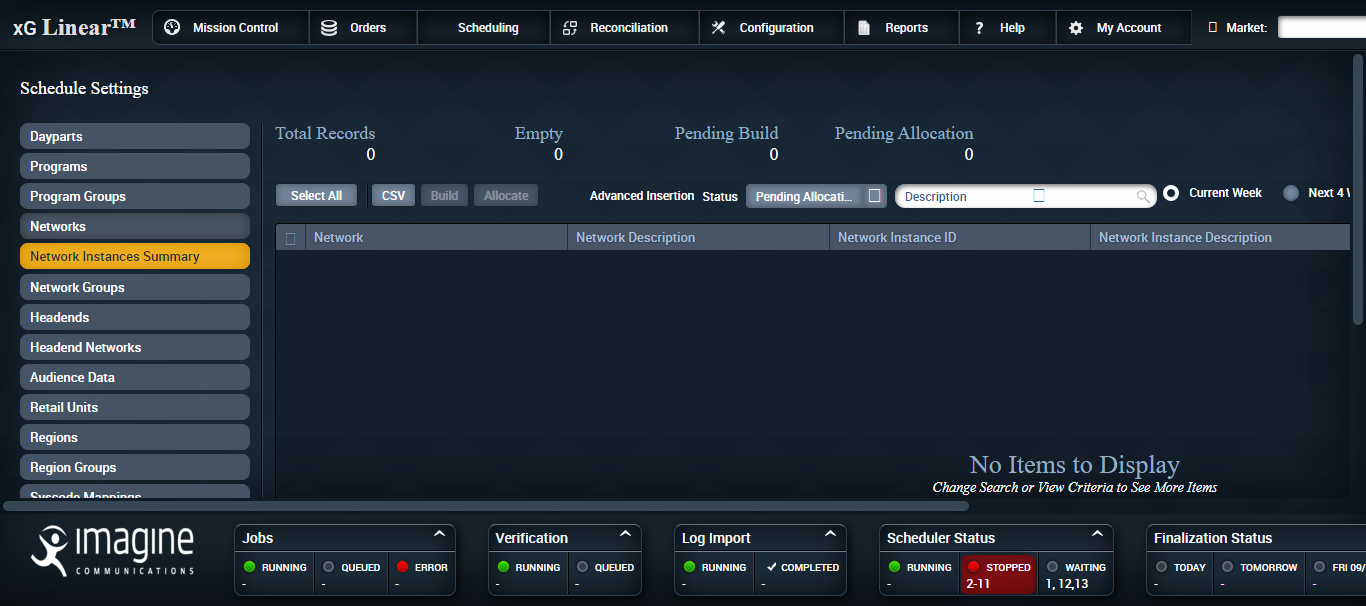 xG Linear™ Mission Control Orders Scheduling Reconciliation Configuration Reports ? Help My Account Market:
Schedule Settings
Dayparts
Programs
Program Groups
Networks
Network Instances Summary
Network Groups
Headends
Headend Networks
Audience Data
Retail Units
Regions
Region Groups
Syscode Mappings
Total Records Empty Pending Build Pending Allocation
0 0 0 0
Select All CSV Build Allocate Advanced Insertion Status Pending Allocati... Description Current Week Next 4 W
Network Network Description Network Instance ID Network Instance Description
No Items to Display
Change Search or View Criteria to See More Items
imagine
COMMUNICATIONS
Jobs
RUNNING QUEUED ERROR
- - -
Verification
RUNNING QUEUED
- -
Log Import
RUNNING COMPLETED
- -
Scheduler Status
RUNNING STOPPED WAITING
- 2-11 1, 12,13
Finalization Status
TODAY TOMORROW FRI 09/
- - -